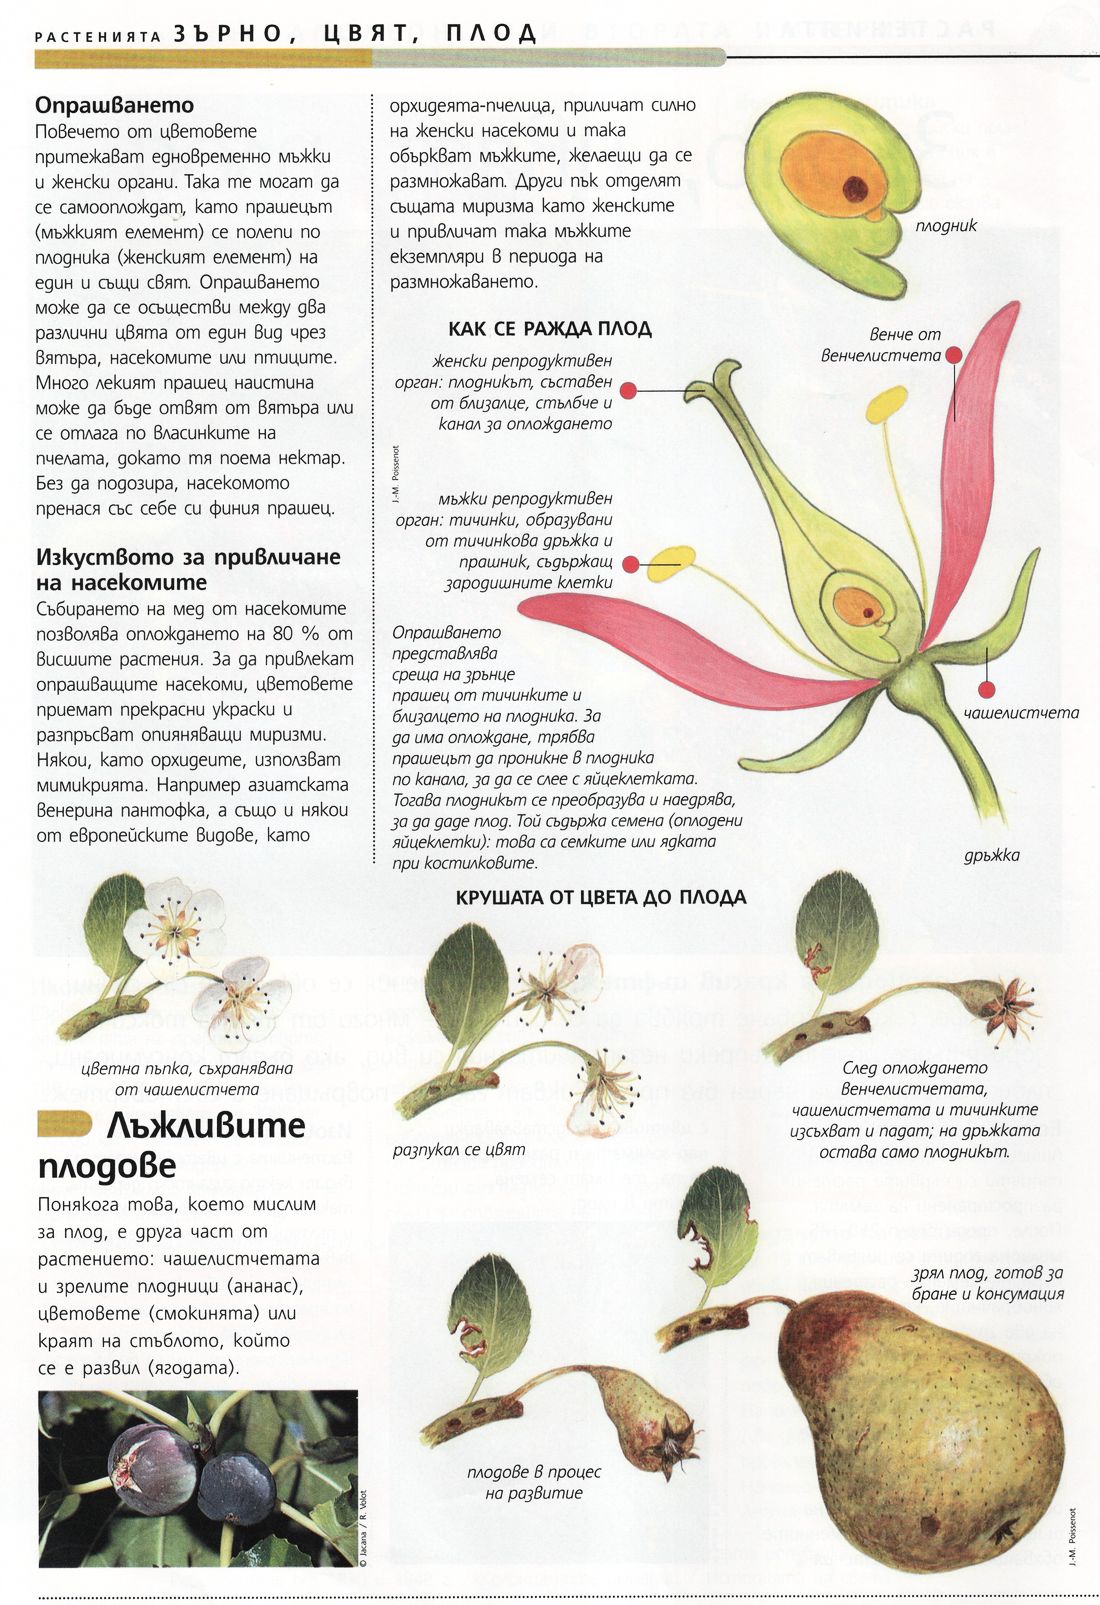 РАСТЕНИЯТА ЗЪРНО, ЦВЯТ, ПЛОД
Опрашването
Повечето от цветовете
притежават едновременно мъжки
и женски органи. Така те могат да
се самооплождат, като прашецът
(мъжкият елемент) се полепи по
плодника (женският елемент) на
един и същи свят. Опрашването
може да се осъществи между два
различни цвята от един вид чрез
вятъра, насекомите или птиците.
Много лекият прашец наистина
може да бъде отвят от вятъра или
се отлага по власинките на
пчелата, докато тя поема нектар.
Без да подозира, насекомото
пренася със себе си финия прашец.
Изкуството за привличане
на насекомите
Събирането на мед от насекомите
позволява оплождането на 80 % от
висшите растения. За да привлекат
опрашващите насекоми, цветовете
приемат прекрасни украски и
разпръсват опияняващи миризми.
Някои, като орхидеите, използват
мимикрията. Например азиатската
венерина пантофка, а също и някои
от европейските видове, като
орхидеята-пчелица, приличат силно
на женски насекоми и така
объркват мъжките, желаещи да се
размножават. Други пък отделят
същата миризма като женските
и привличат така мъжките
екземпляри в периода на
размножаването.
плодник
КАК СЕ РАЖДА ПЛОД
женски репродуктивен
орган: плодникът, съставен
от близалце, стълбче и
канал за оплождането
Венче от
венчелистчета
J.-M. Poissenot
мъжки репродуктивен
орган: тичинки, образувани
от тичинкова дръжка и
прашник, съдържащ
зародишните клетки
Опрашването
представлява
среща на зрънце
прашец от тичинките и
близалцето на плодника. За
да има оплождане, трябва
прашецът да проникне в плодника
по канала, за да се слее с яйцеклетката.
Тогава плодникът се преобразува и наедрява,
за да даде плод. Той съдържа семена (оплодени
яйцеклетки): това са семките или ядката
при костилковите.
чашелистчета
дръжка
КРУШАТА ОТ ЦВЕТА ДО ПЛОДА
цветна пъпка, съхранявана
от чашелистчета
разпукал се цвят
След оплождането
венчелистчетата,
чашелистчетата и тичинките
изсъхват и падат; на дръжката
остава само плодникът.
Лъжливите
плодове
Понякога това, което мислим
за плод, е друга част от
растението: чашелистчетата
и зрелите плодници (ананас),
цветовете (смокинята) или
краят на стъблото, който
се е развил (ягодата).
© Jacana / R. Volot
плодове в процес
на развитие
зрял плод, готов за
бране и консумация
J.-M. Poissenot